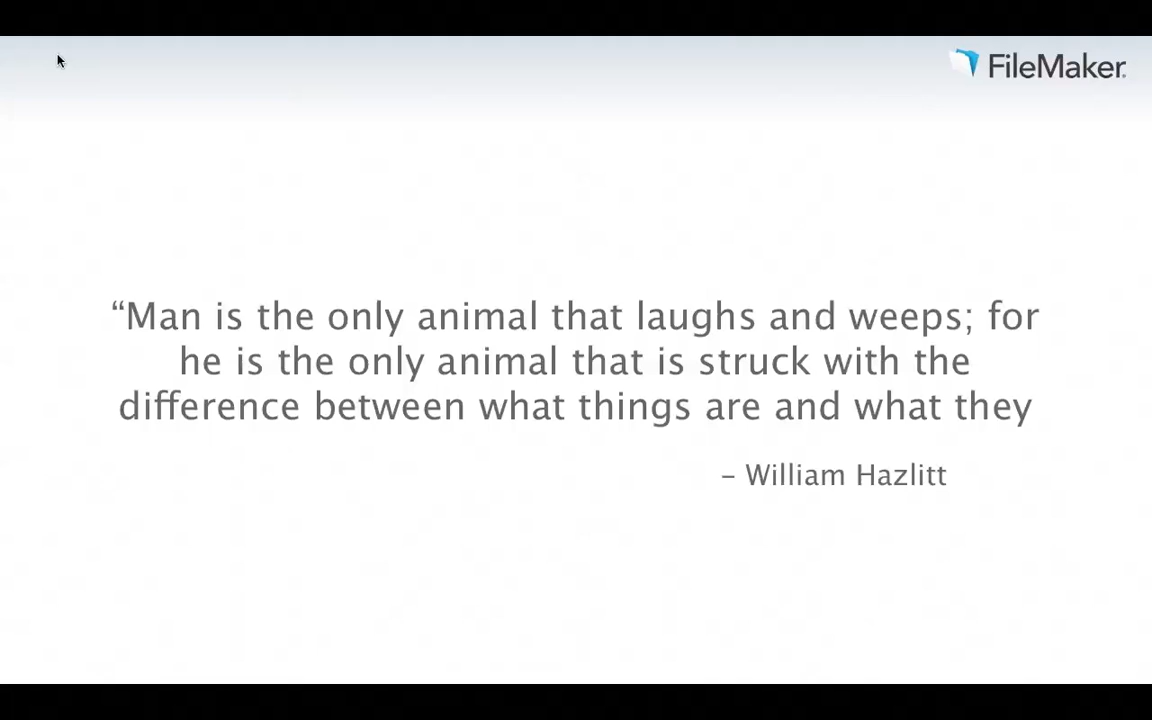 FileMaker
“Man is the only animal that laughs and weeps; for
he is the only animal that is struck with the
difference between what things are and what they
– William Hazlitt